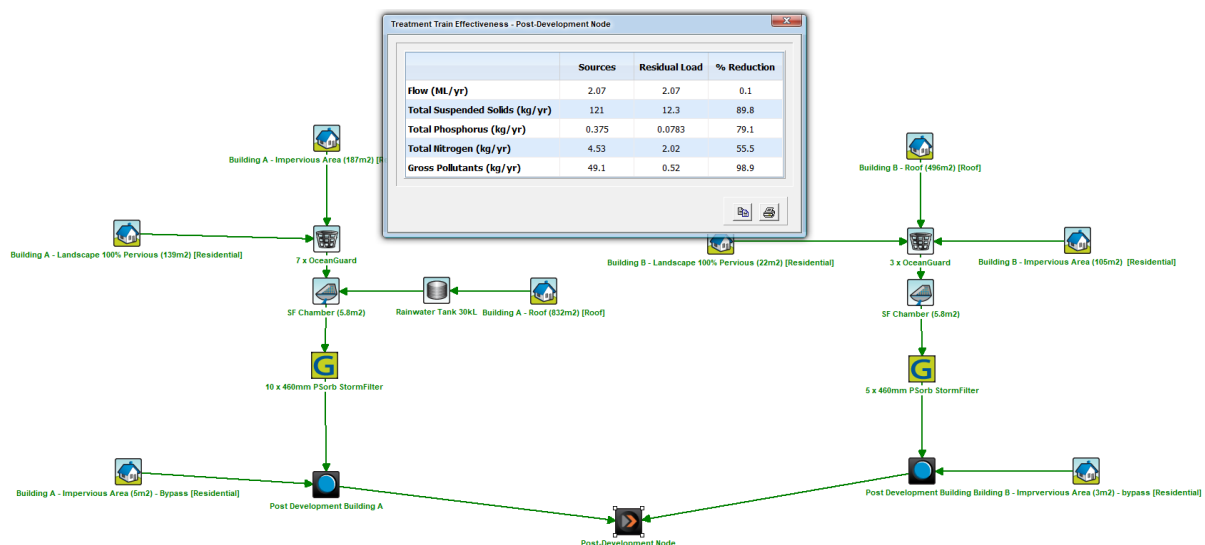 Treatment Train Effectiveness - Post-Development Node
x
Sources Residual Load % Reduction
Flow (ML/yr) 2.07 2.07 0.1
Total Suspended Solids (kg/yr) 121 12.3 89.8
Total Phosphorus (kg/yr) 0.375 0.0783 79.1
Total Nitrogen (kg/yr) 4.53 2.02 55.5
Gross Pollutants (kg/yr) 49.1 0.52 98.9
Building A - Impervious Area (187m2)
Building B - Roof (496m2) [Roof]
Building A - Landscape 100% Pervious (139m2) [Residential]
7 x OceanGuard
Building B - Landscape 100% Pervious (22m2) [Residential]
3 x OceanGuard
Building B - Impervious Area (105m2) [Residential]
SF Chamber (5.8m2)
Rainwater Tank 30kL
Building A - Roof (832m2) [Roof]
SF Chamber (5.8m2)
G
10 x 460mm PSorb StormFilter
G
5 x 460mm PSorb StormFilter
Building A - Impervious Area (5m2) - Bypass [Residential]
Post Development Building A
Post Development Building Building B - Imprvervious Area (3m2) - bypass [Residential]
Post-Development Node